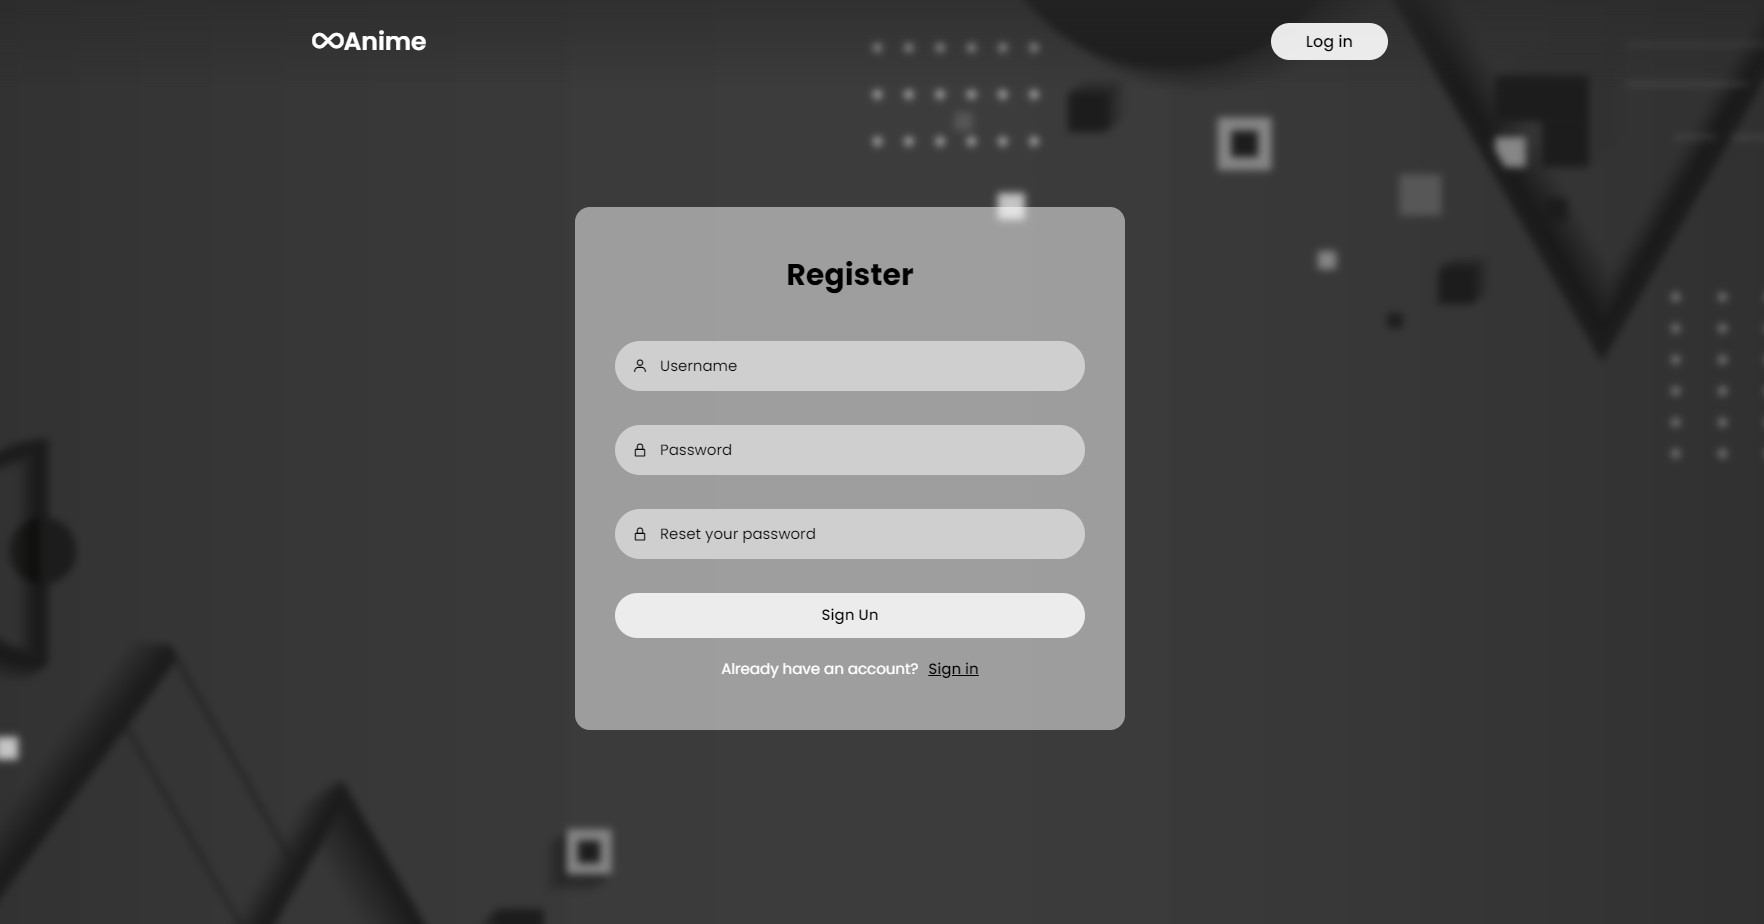 ∞Anime
Log in
Register
Username
Password
Reset your password
Sign Un
Already have an account? Sign in